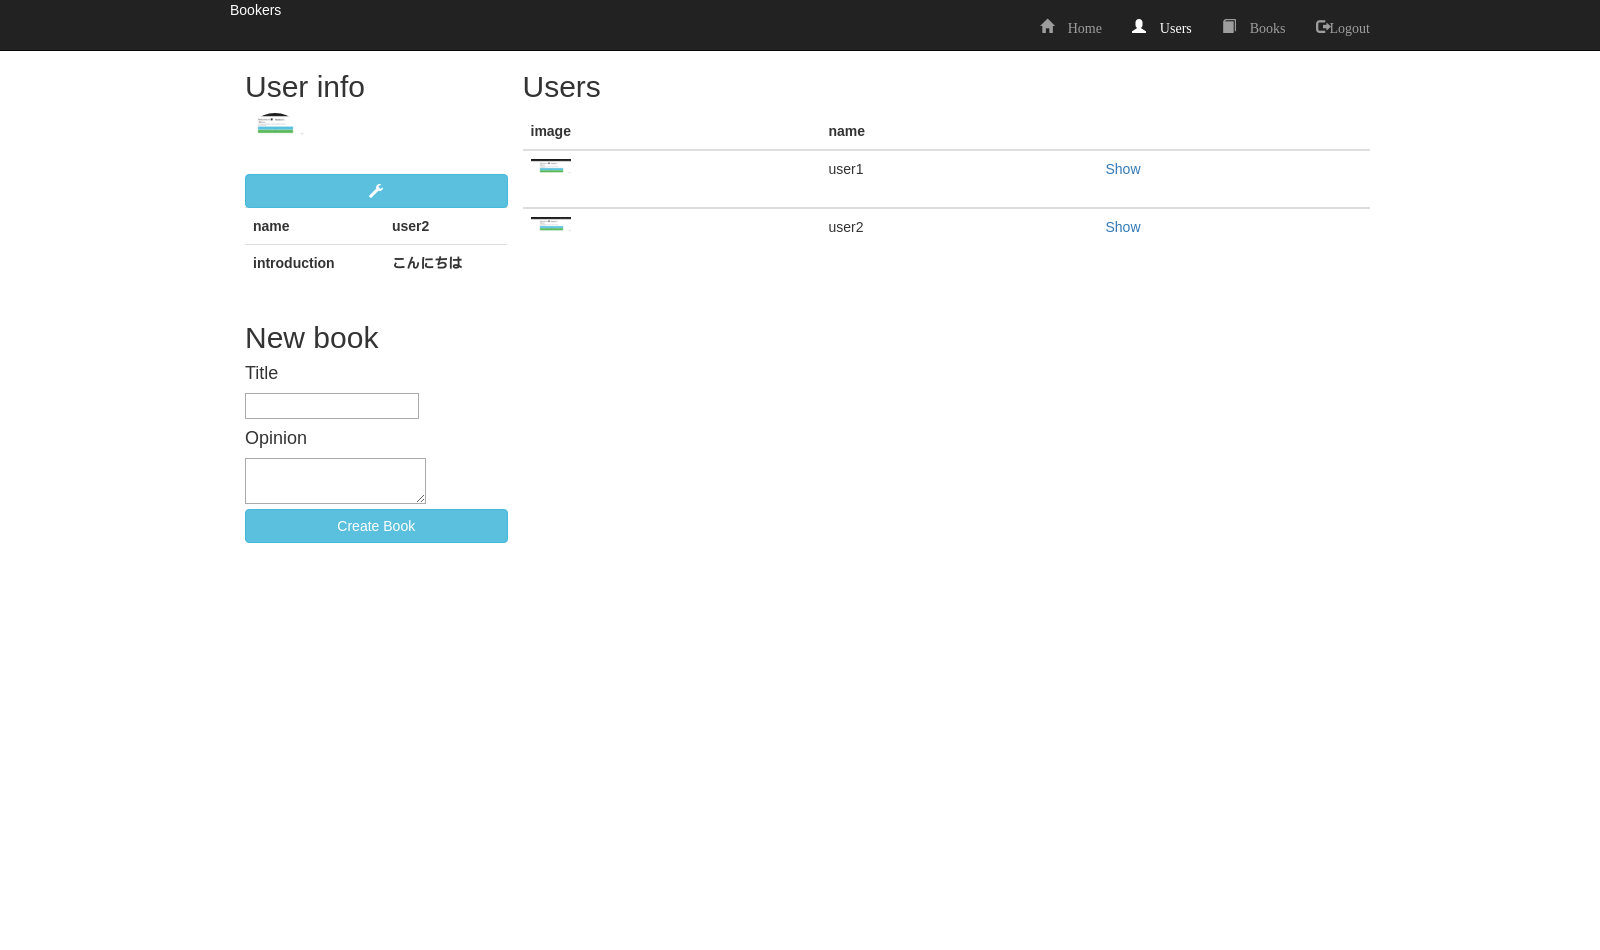 Bookers
Home Users Books Logout
User info
name user2
introduction こんにちは
New book
Title
Opinion
Create Book
Users
image name
user1 Show
user2 Show